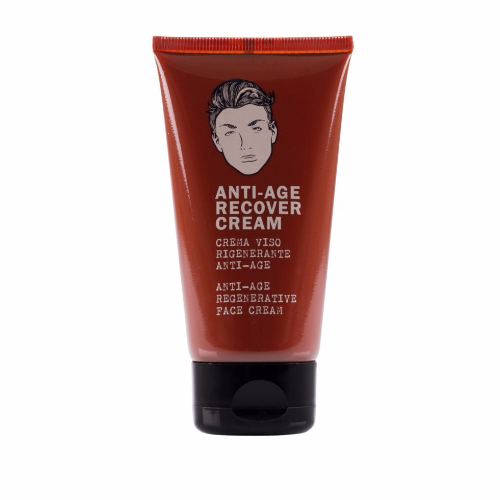 ANTI-AGE
RECOVER
CREAM
CREMA VISO
RIGENERANTE
ANTI-AGE
ANTI-AGE
REGENERATIVE
FACE CREAM